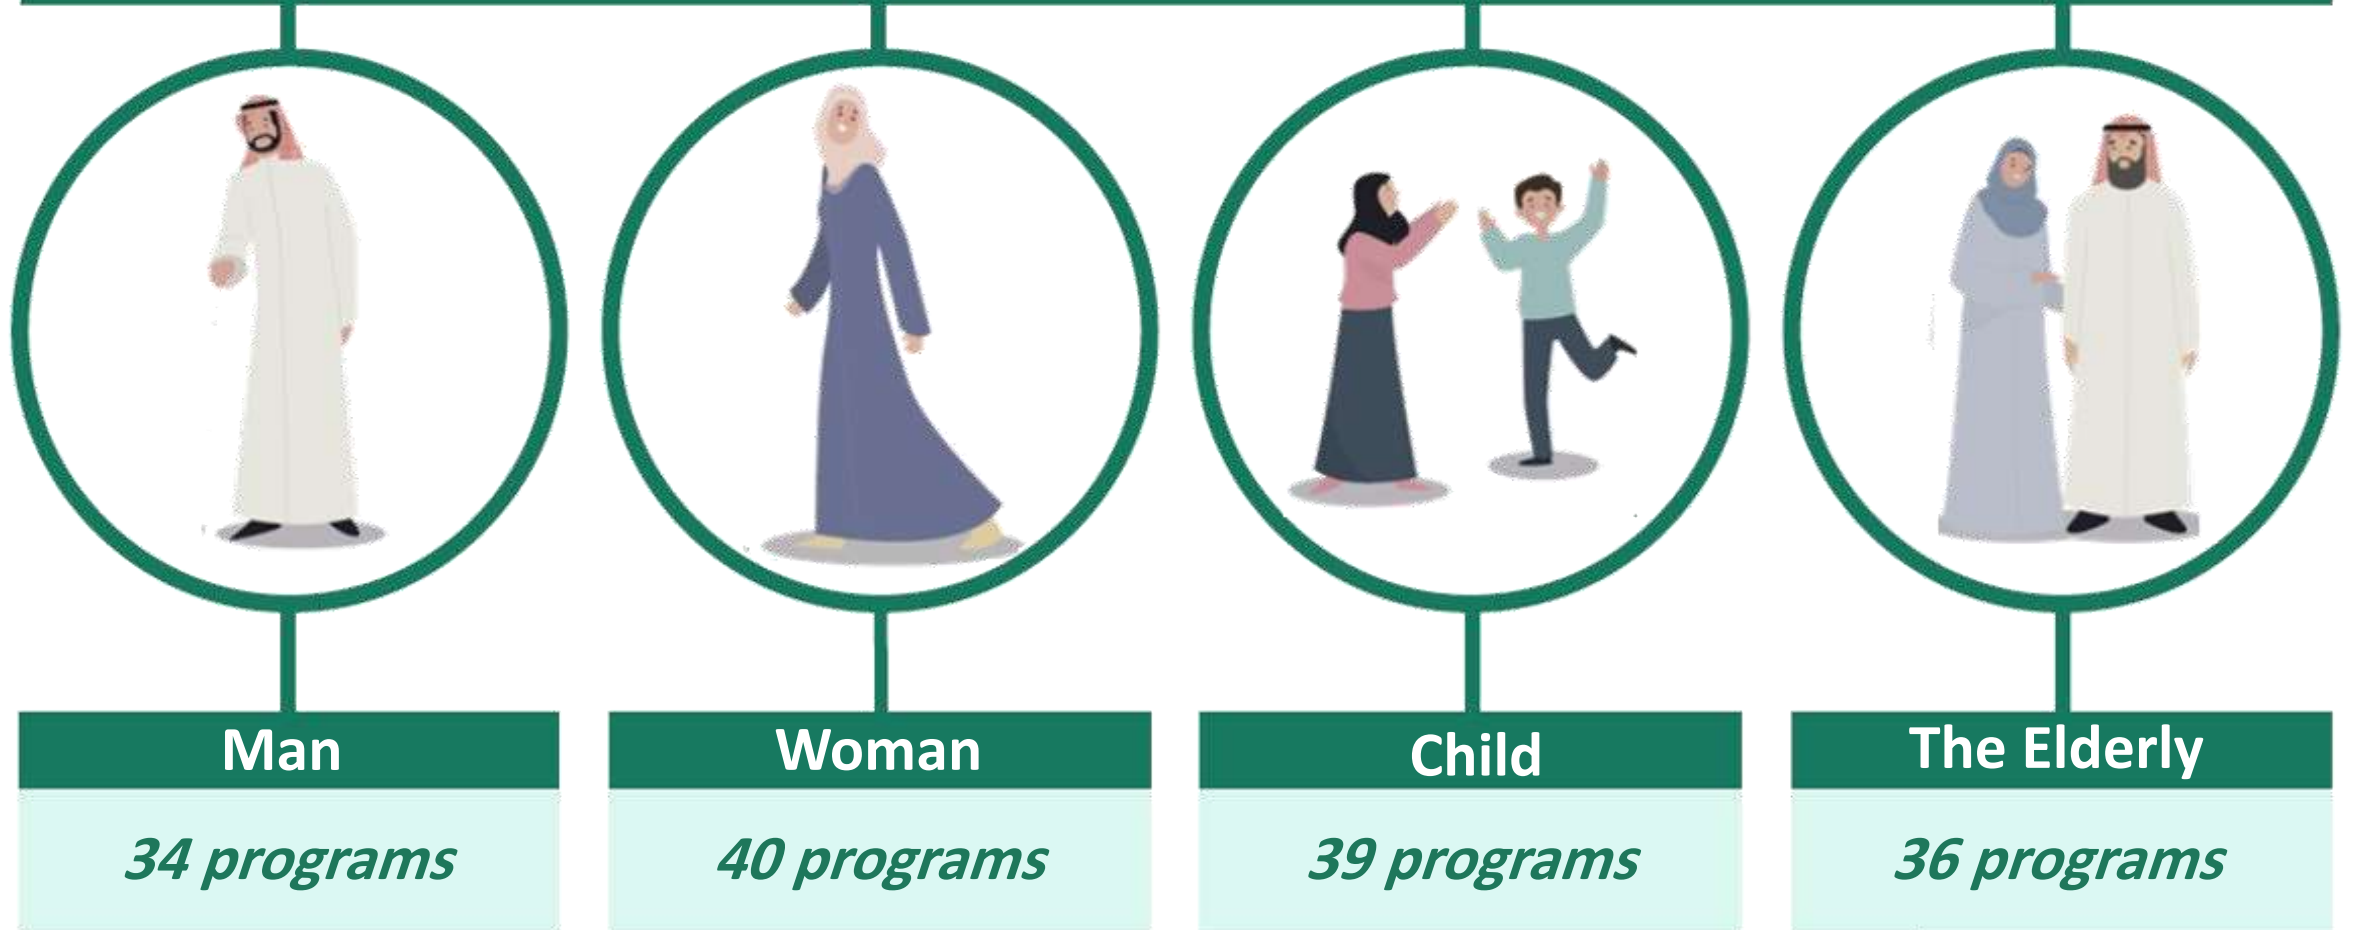 Man
34 programs
Woman
40 programs
Child
39 programs
The Elderly
36 programs